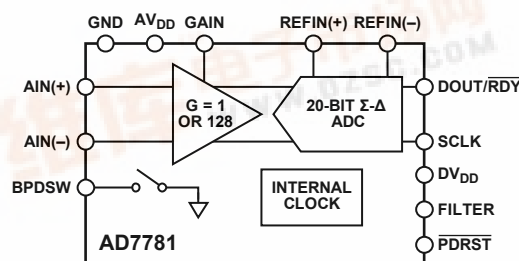 GND AVDD GAIN REFIN(+) REFIN(–)
AIN(+)
G = 1
OR 128
20-BIT Σ-Δ
ADC
DOUT/RDY
AIN(–)
SCLK
BPDSW
INTERNAL
CLOCK
DVDD
FILTER
AD7781
PDRST